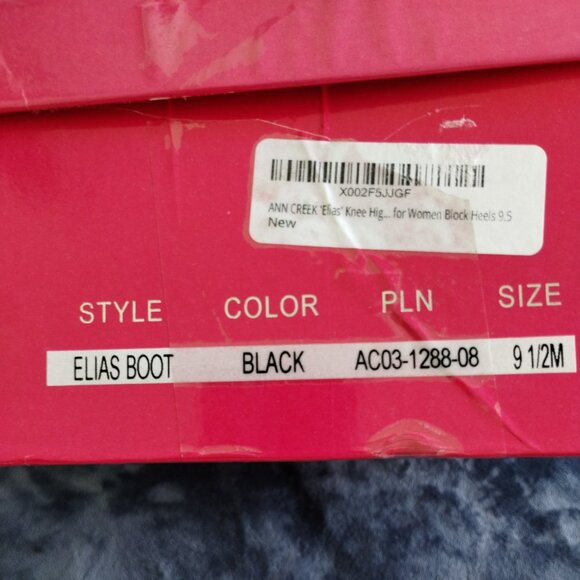 X002F5JJGF
ANN CREEK 'Elias' Knee Hig... for Women Block Heels 9.5
New
STYLE COLOR PLN SIZE
ELIAS BOOT BLACK AC03-1288-08 9 1/2M